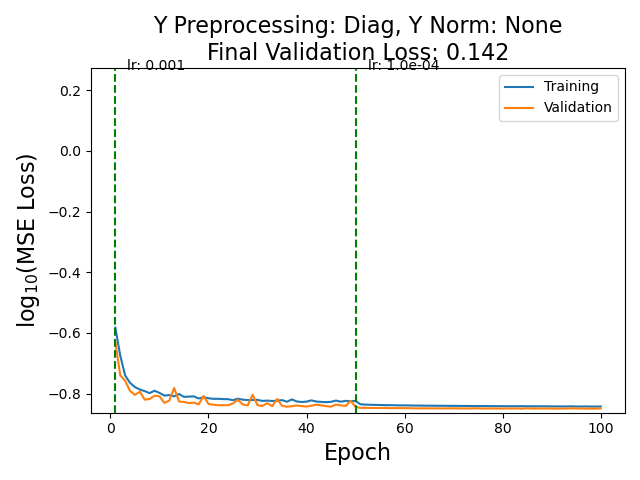 Y Preprocessing: Diag, Y Norm: None
Final Validation Loss: 0.142
lr: 0.001
lr: 1.0e-04
Training
Validation
0.2
0.0
−0.2
−0.4
−0.6
−0.8
log10(MSE Loss)
0
20
40
60
80
100
Epoch